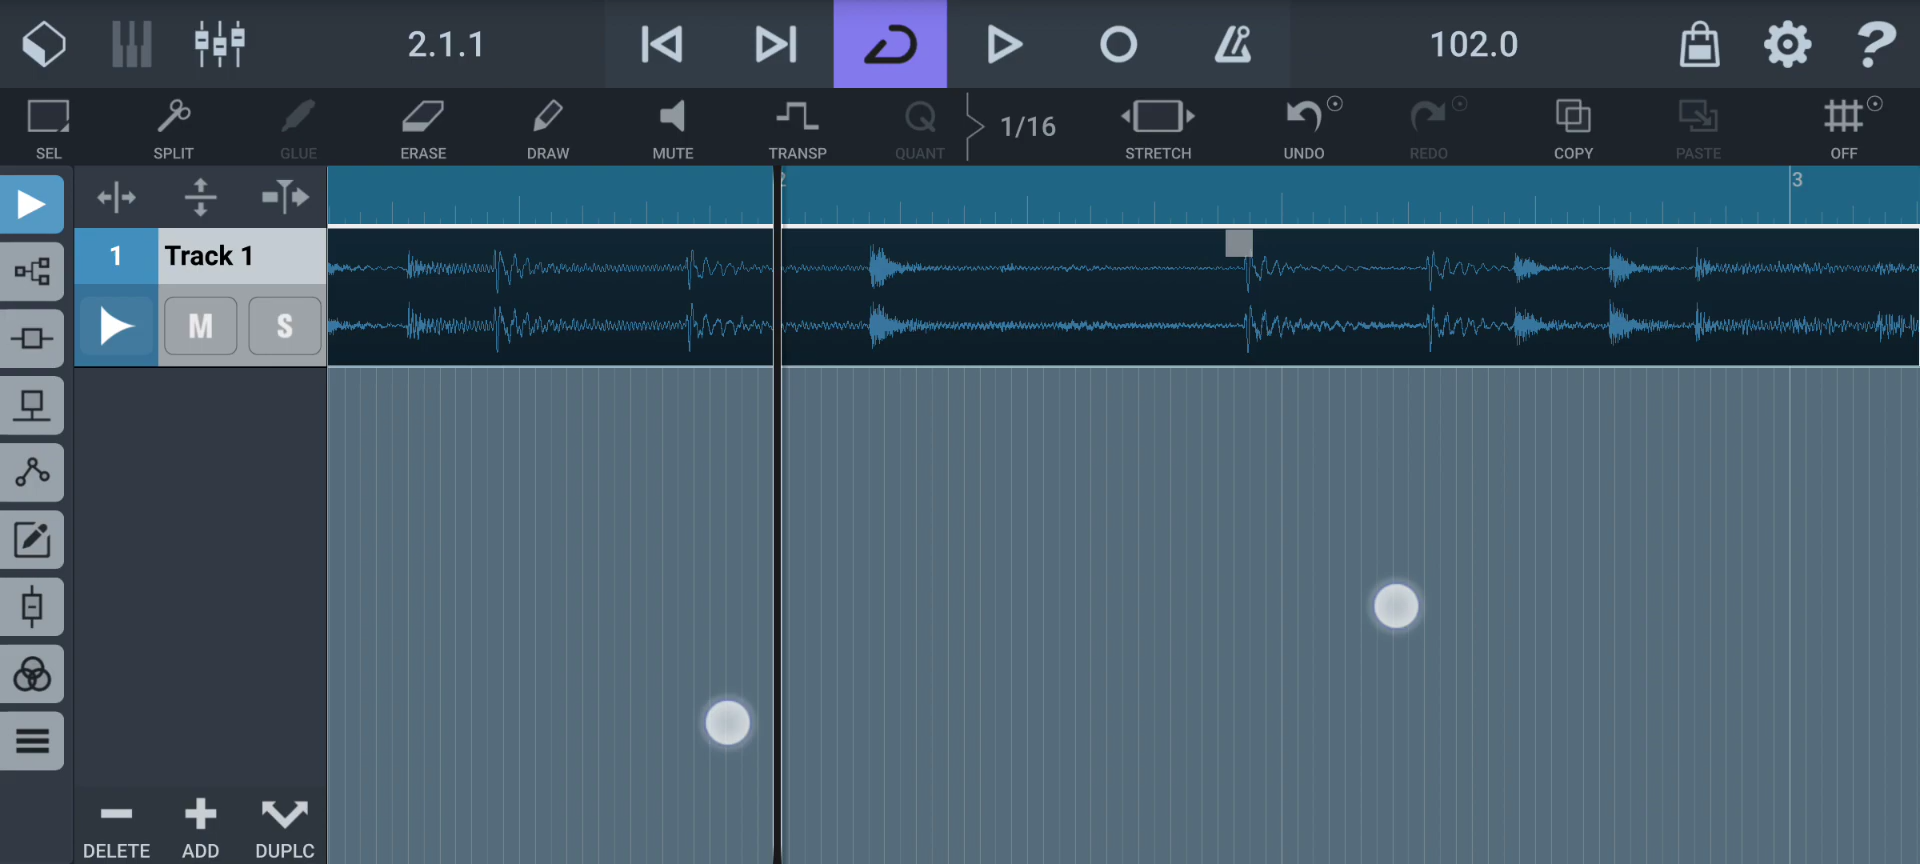 2.1.1
102.0
SEL SPLIT GLUE ERASE DRAW MUTE TRANSP QUANT 1/16 STRETCH UNDO REDO COPY PASTE OFF
2 3
1 Track 1
M S
DELETE ADD DUPLC